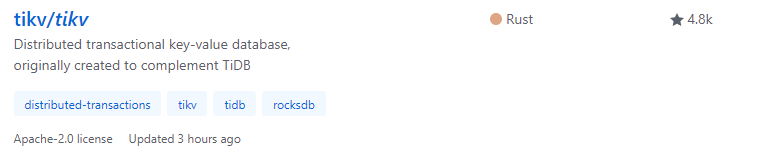 tikv/tikv Rust 4.8k
Distributed transactional key-value database,
originally created to complement TiDB
distributed-transactions tikv tidb rocksdb
Apache-2.0 license Updated 3 hours ago